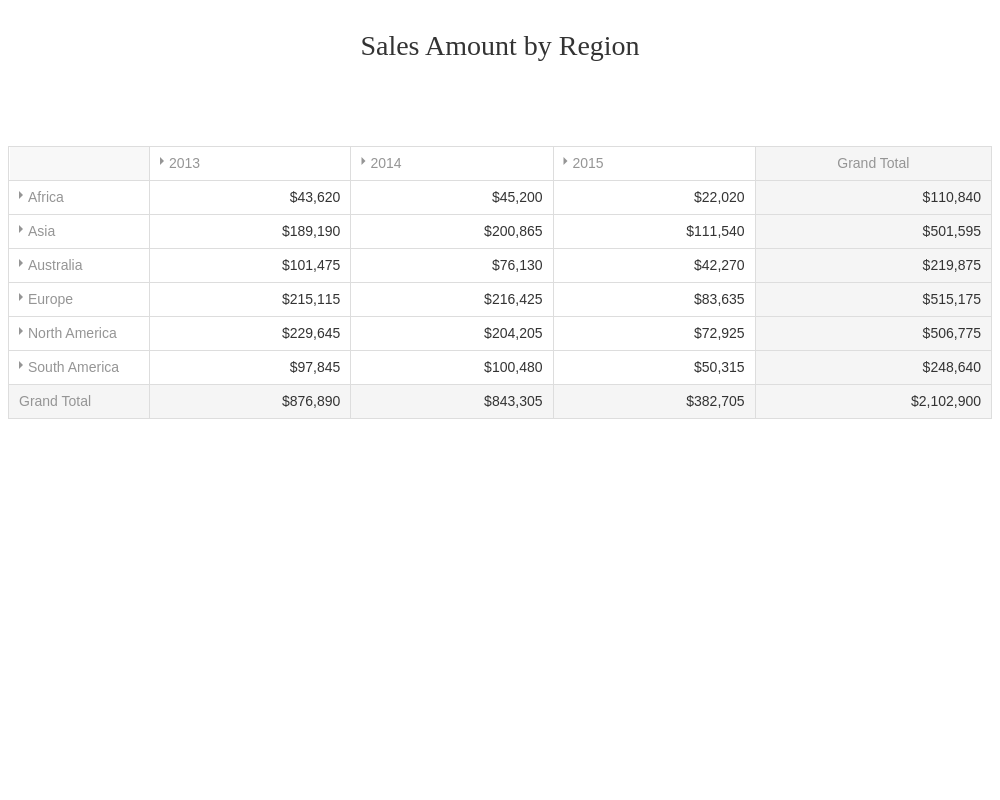 Sales Amount by Region
2013 2014 2015 Grand Total
Africa $43,620 $45,200 $22,020 $110,840
Asia $189,190 $200,865 $111,540 $501,595
Australia $101,475 $76,130 $42,270 $219,875
Europe $215,115 $216,425 $83,635 $515,175
North America $229,645 $204,205 $72,925 $506,775
South America $97,845 $100,480 $50,315 $248,640
Grand Total $876,890 $843,305 $382,705 $2,102,900